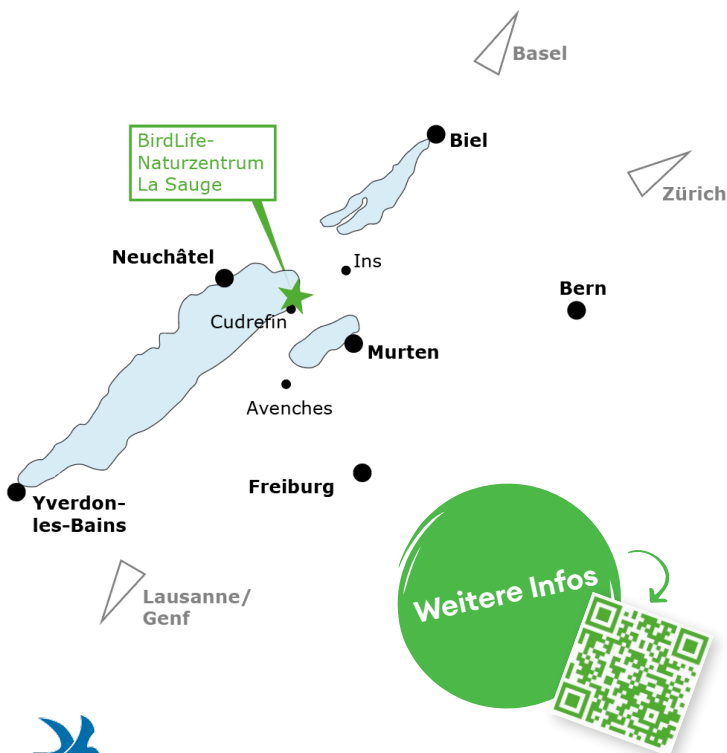 Basel
Biel
BirdLife-
Naturzentrum
La Sauge
Zürich
Neuchâtel
Ins
Bern
Cudrefin
Murten
Avenches
Freiburg
Yverdon-
les-Bains
Weitere Infos
Lausanne/
Genf